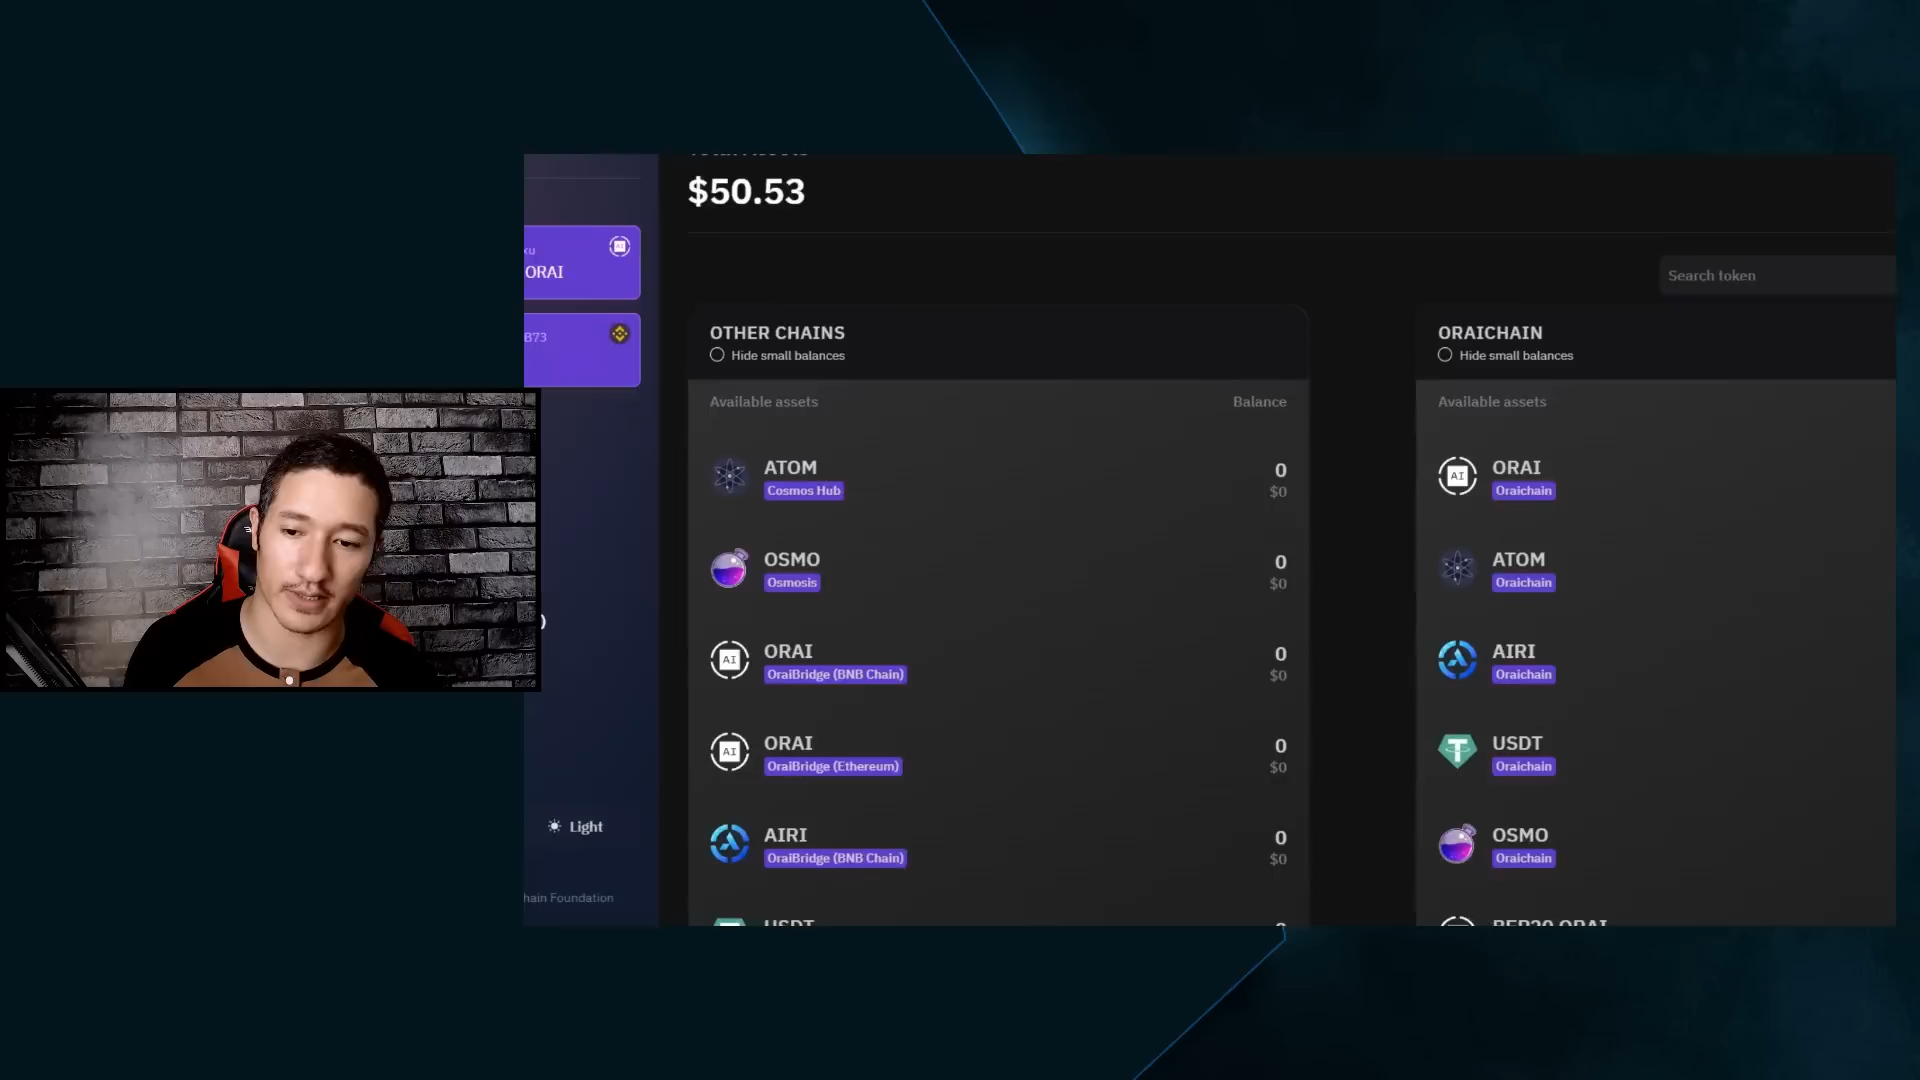 $50.53
ORAI
B73
Light
hain Foundation
Search token
OTHER CHAINS
Hide small balances
Available assets
Balance
ATOM
0
Cosmos Hub
$0
OSMO
0
Osmosis
$0
AI
ORAI
0
OraiBridge (BNB Chain)
$0
AI
ORAI
0
OraiBridge (Ethereum)
$0
AIRI
0
OraiBridge (BNB Chain)
$0
ORAICHAIN
Hide small balances
Available assets
AI
ORAI
Oraichain
ATOM
Oraichain
AIRI
Oraichain
USDT
Oraichain
OSMO
Oraichain